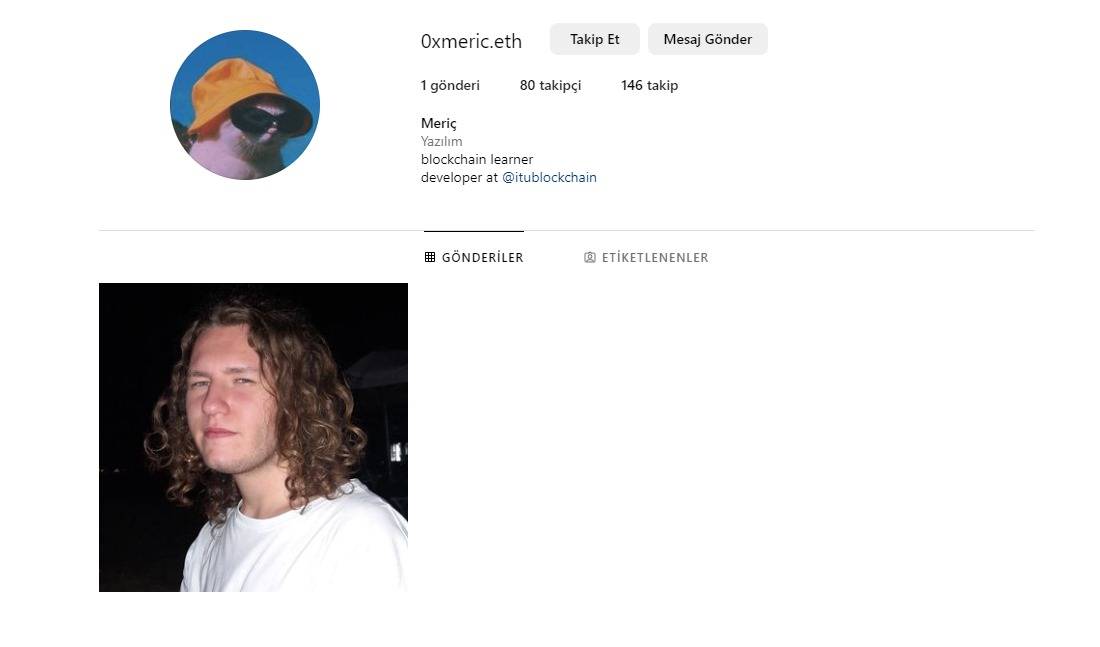 0xmeric.eth Takip Et Mesaj Gönder
1 gönderi 80 takipçi 146 takip
Meriç
Yazılım
blockchain learner
developer at @itublockchain
GÖNDERİLER ETİKETLENENLER